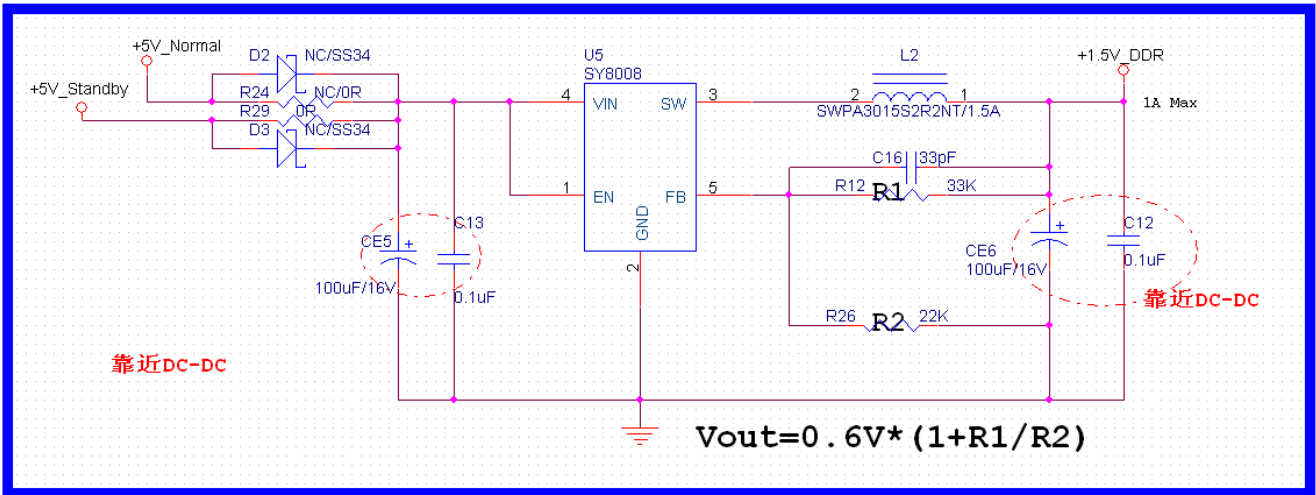 +5V_Normal
+5V_Standby
D2 NC/SS34
R24 NC/0R
R29 0R
D3 NC/SS34
U5
SY8008
4 VIN SW 3
1 EN FB 5
GND
2
L2
2 1
SWPA3015S2R2NT/1.5A
+1.5V_DDR
1A Max
C16 33pF
R12 R1 33K
CE5 +
100uF/16V
C13
0.1uF
CE6 +
100uF/16V
C12
0.1uF
靠近DC-DC
R26 R2 22K
靠近DC-DC
Vout=0.6V*(1+R1/R2)